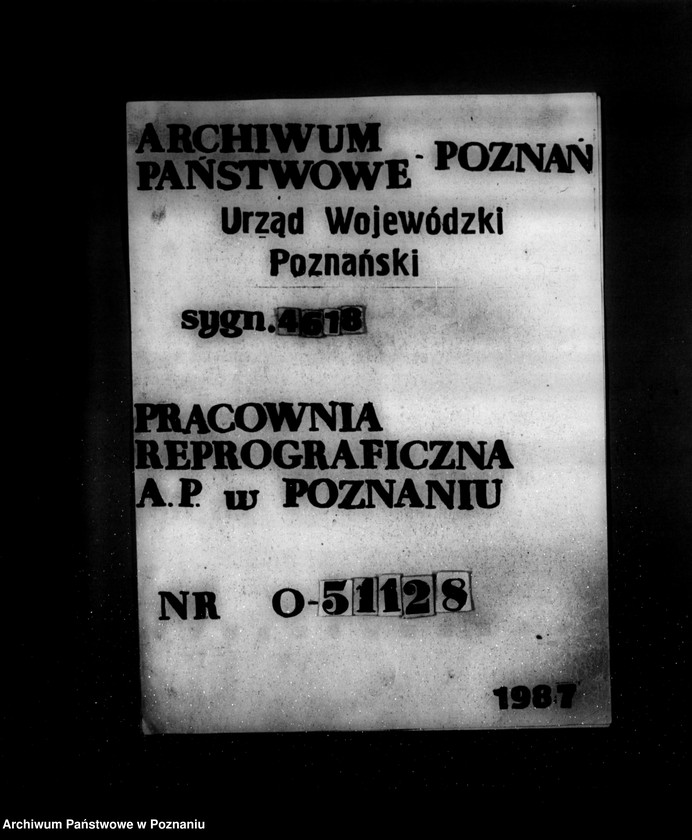 ARCHIWUM
PAŃSTWOWE - POZNAŃ
Urząd Wojewódzki
Poznański
sygn. 4618
PRACOWNIA
REPROGRAFICZNA
A.P. w POZNANIU
NR O-51128
1987
Archiwum Państwowe w Poznaniu